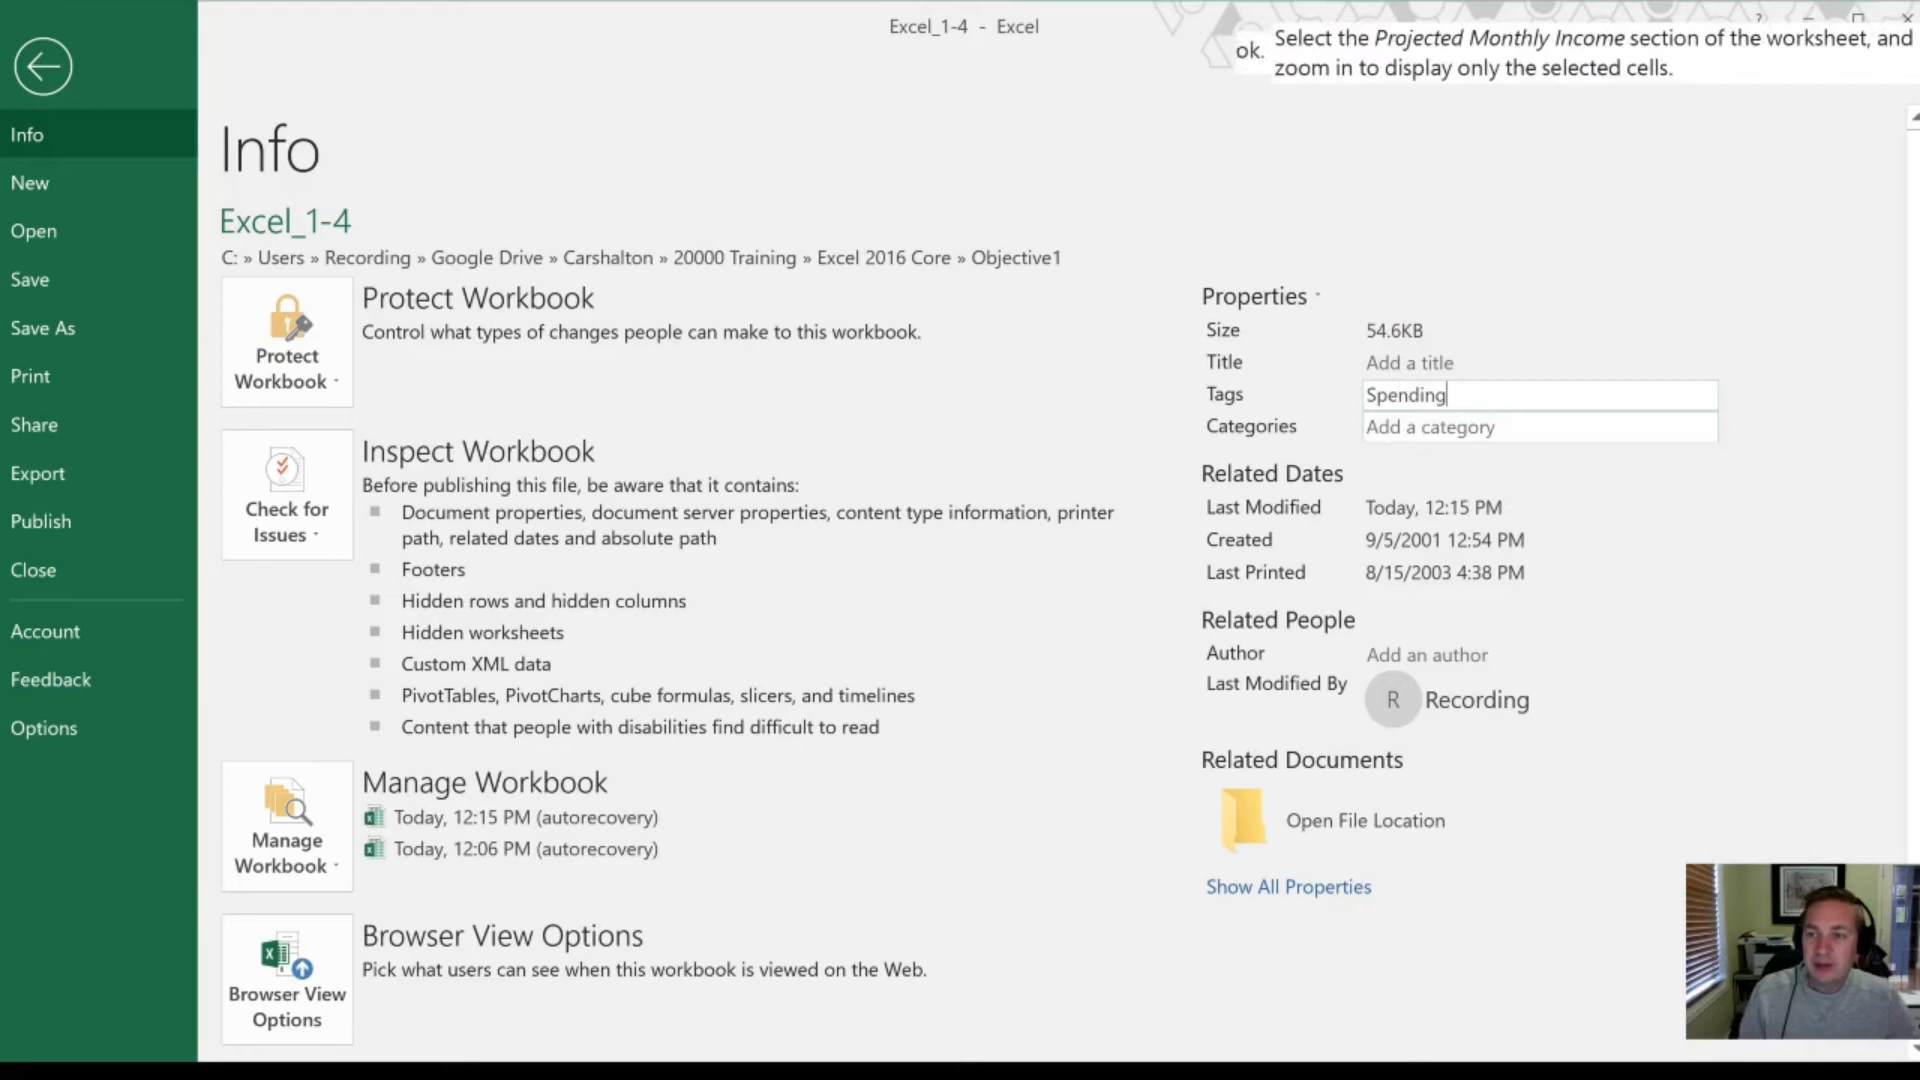 Excel_1-4 - Excel
?
ok.
Select the Projected Monthly Income section of the worksheet, and
zoom in to display only the selected cells.
Info
New
Open
Save
Save As
Print
Share
Export
Publish
Close
Account
Feedback
Options
Info
Excel_1-4
C: » Users » Recording » Google Drive » Carshalton » 20000 Training » Excel 2016 Core » Objective1
Protect
Workbook
Protect Workbook
Control what types of changes people can make to this workbook.
Check for
Issues
Inspect Workbook
Before publishing this file, be aware that it contains:
Document properties, document server properties, content type information, printer
path, related dates and absolute path
Footers
Hidden rows and hidden columns
Hidden worksheets
Custom XML data
PivotTables, PivotCharts, cube formulas, slicers, and timelines
Content that people with disabilities find difficult to read
Manage
Workbook
Manage Workbook
Today, 12:15 PM (autorecovery)
Today, 12:06 PM (autorecovery)
Browser View
Options
Browser View Options
Pick what users can see when this workbook is viewed on the Web.
Properties
Size 54.6KB
Title Add a title
Tags Spending
Categories Add a category
Related Dates
Last Modified Today, 12:15 PM
Created 9/5/2001 12:54 PM
Last Printed 8/15/2003 4:38 PM
Related People
Author Add an author
Last Modified By R Recording
Related Documents
Open File Location
Show All Properties